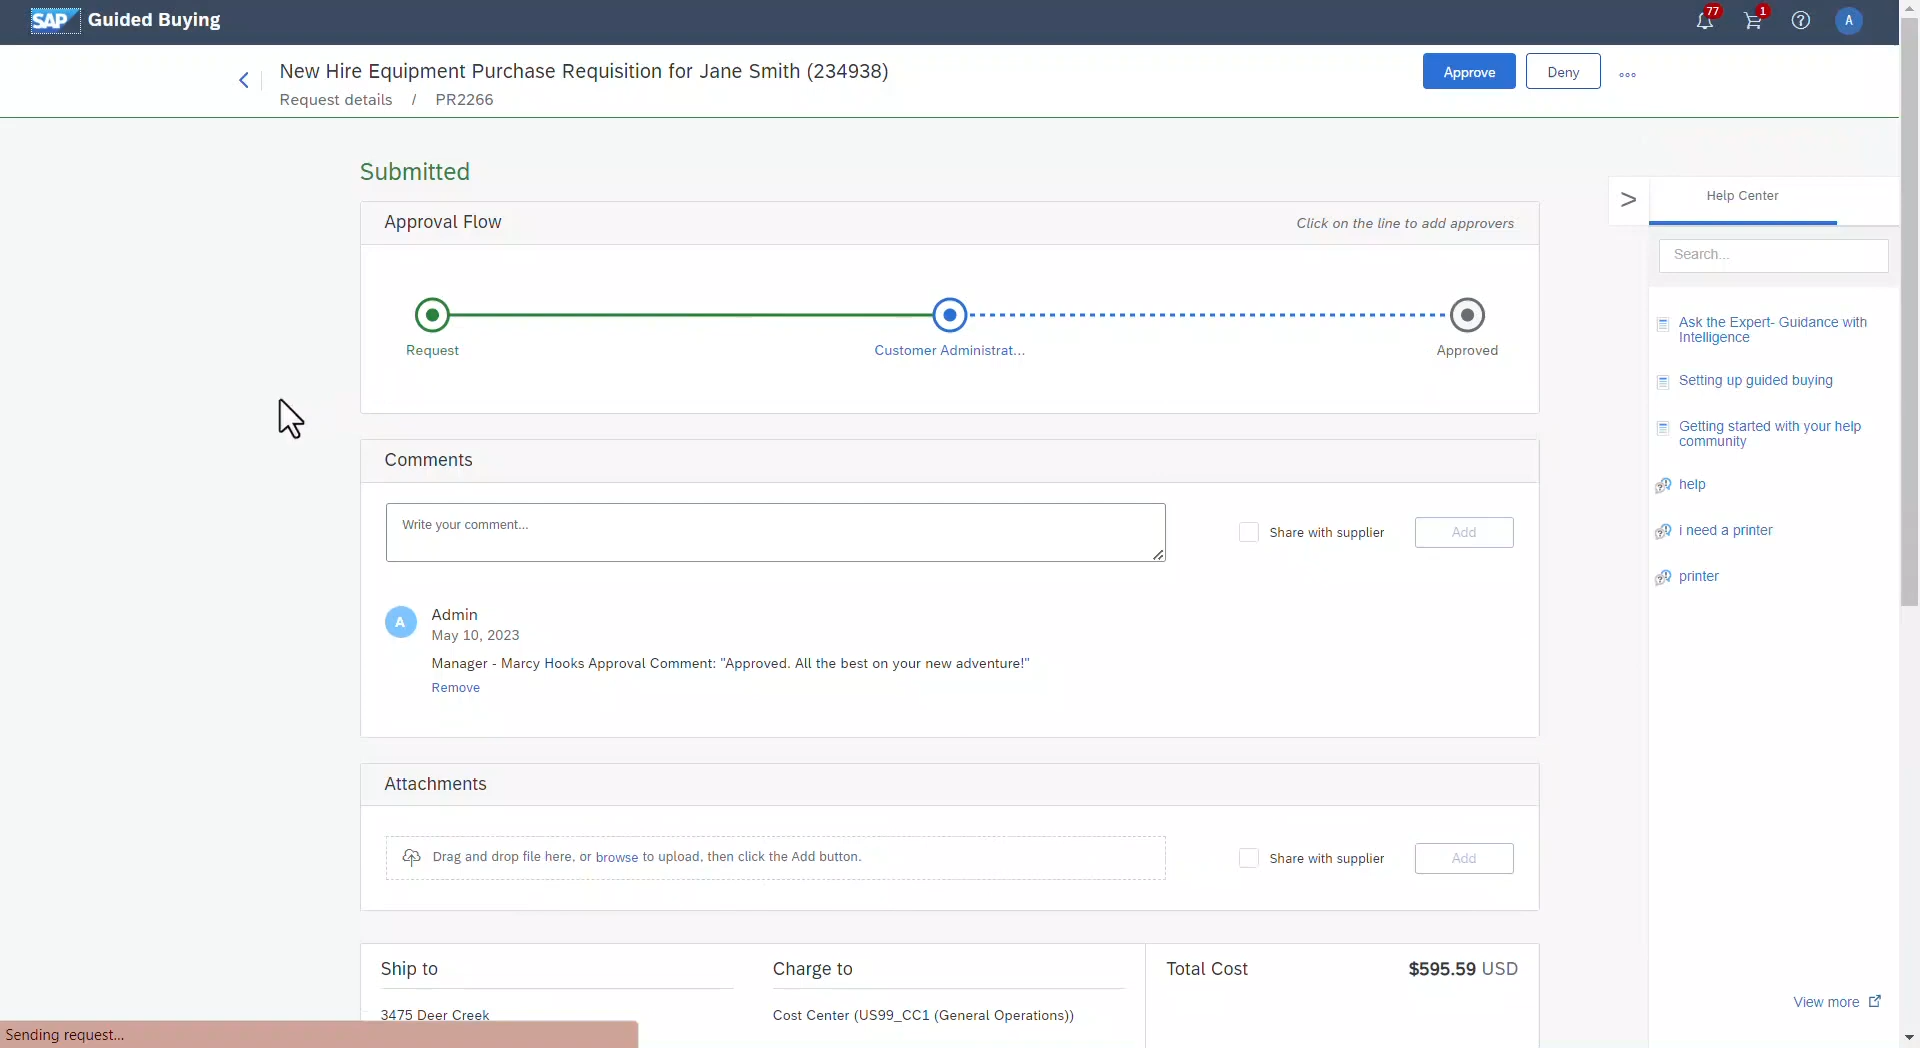 SAP Guided Buying
77
1
A
New Hire Equipment Purchase Requisition for Jane Smith (234938)
Request details / PR2266
Approve
Deny
Submitted
Approval Flow
Click on the line to add approvers
Request
Customer Administrat...
Approved
Comments
Write your comment...
Share with supplier
Add
A
Admin
May 10, 2023
Manager - Marcy Hooks Approval Comment: "Approved. All the best on your new adventure!"
Remove
Attachments
Drag and drop file here, or browse to upload, then click the Add button.
Share with supplier
Add
Ship to
3475 Deer Creek
Charge to
Cost Center (US99_CC1 (General Operations))
Total Cost
$595.59 USD
Sending request...
Help Center
Search...
Ask the Expert- Guidance with
Intelligence
Setting up guided buying
Getting started with your help
community
help
i need a printer
printer
View more